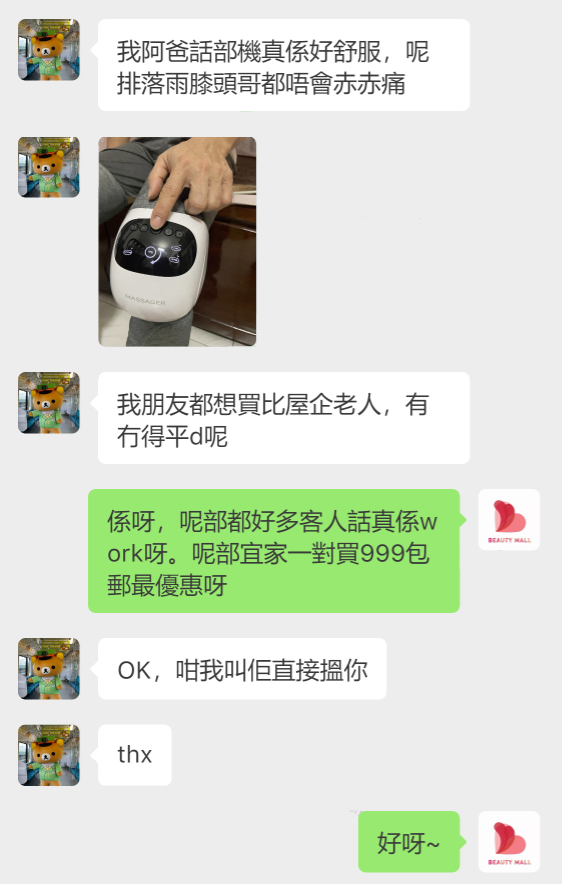 我阿爸話部機真係好舒服，呢
排落雨膝頭哥都唔會赤赤痛
MASSAGER
我朋友都想買比屋企老人，有
冇得平d呢
係呀，呢部都好多客人話真係w
ork呀。呢部宜家一對買999包
郵最優惠呀
BEAUTY MALL
OK，咁我叫佢直接搵你
thx
好呀~
BEAUTY MALL